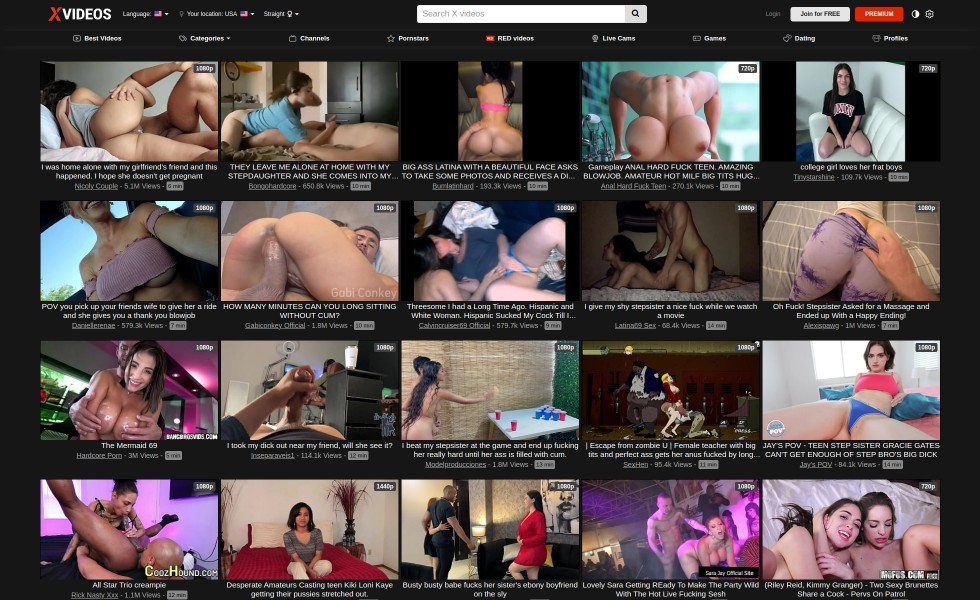 XVIDEOS
Language:
Your location: USA
Straight
Search X videos
Login
Join for FREE
PREMIUM
Best Videos
Categories
Channels
Pornstars
RED videos
Live Cams
Games
Dating
Profiles
1080p
720p
720p
I was home alone with my girlfriend's friend and this
happened. I hope she doesn't get pregnant
Nicoly Couple - 5.1M Views - 6 min
THEY LEAVE ME ALONE AT HOME WITH MY
STEPDAUGHTER AND SHE COMES INTO MY...
Bongohardcore - 650.8k Views - 10 min
BIG ASS LATINA WITH A BEAUTIFUL FACE ASKS
TO TAKE SOME PHOTOS AND RECEIVES A DI...
Bumlatinhard - 193.3k Views - 10 min
Gameplay ANAL HARD FUCK TEEN. AMAZING
BLOWJOB, AMATEUR HOT MILF BIG TITS HUG...
Anal Hard Fuck Teen - 270.1k Views - 10 min
college girl loves her frat boys
Tinystarshine - 109.7k Views - 10 min
1080p
1080p
Gabi Conkey
1080p
1080p
1080p
POV you pick up your friends wife to give her a ride
and she gives you a thank you blowjob
Daniellerenae - 579.3k Views - 7 min
HOW MANY MINUTES CAN YOU LONG SITTING
WITHOUT CUM?
Gabiconkey Official - 1.8M Views - 10 min
Threesome I had a Long Time Ago. Hispanic and
White Woman. Hispanic Sucked My Cock Till I...
Calvincruiser69 Official - 579.7k Views - 9 min
I give my shy stepsister a nice fuck while we watch
a movie
Latina69 Sex - 68.4k Views - 14 min
Oh Fuck! Stepsister Asked for a Massage and
Ended up With a Happy Ending!
Alexispawg - 1M Views - 7 min
1080p
BANGBROSVIDS.COM
1080p
1080p
1080p
1080p
The Mermaid 69
Hardcore Porn - 3M Views - 5 min
I took my dick out near my friend, will she see it?
Inseparaveis1 - 114.1k Views - 12 min
I beat my stepsister at the game and end up fucking
her really hard until her ass is filled with cum.
Modelproducciones - 1.8M Views - 13 min
| Escape from zombie U | Female teacher with big
tits and perfect ass gets her anus fucked by long...
SexHen - 95.4k Views - 11 min
JAY'S POV - TEEN STEP SISTER GRACIE GATES
CAN'T GET ENOUGH OF STEP BRO'S BIG DICK
Jay's POV - 84.1k Views - 14 min
1080p
GOOZHOUND.COM
1440p
1080p
1080p
Sara Jay Official Site
720p
MOFOS.COM
All Star Trio creampie
Rick Nasty Xxx - 1.1M Views - 12 min
Desperate Amateurs Casting teen Kiki Loni Kaye
getting their pussies stretched out.
Busty busty babe fucks her sister's ebony boyfriend
on the sly
Lovely Sara Getting REady To Make The Party Wild
With The Hot Live Fucking Sesh
(Riley Reid, Kimmy Granger) - Two Sexy Brunettes
Share a Cock - Pervs On Patrol